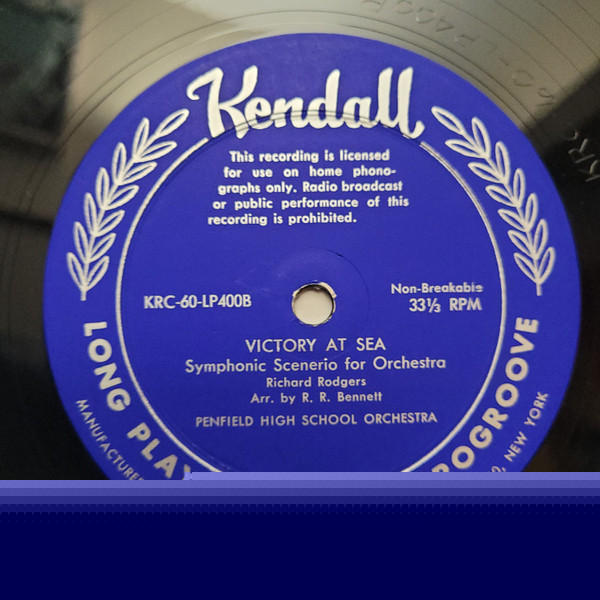 Kendall
This recording is licensed
for use on home phono-
graphs only. Radio broadcast
or public performance of this
recording is prohibited.
KRC-60-LP400B
Non-Breakable
33⅓ RPM
VICTORY AT SEA
Symphonic Scenerio for Orchestra
Richard Rodgers
Arr. by R. R. Bennett
PENFIELD HIGH SCHOOL ORCHESTRA
LONG PLAY
ROGROOVE
MANUFACTURE
NEW YORK